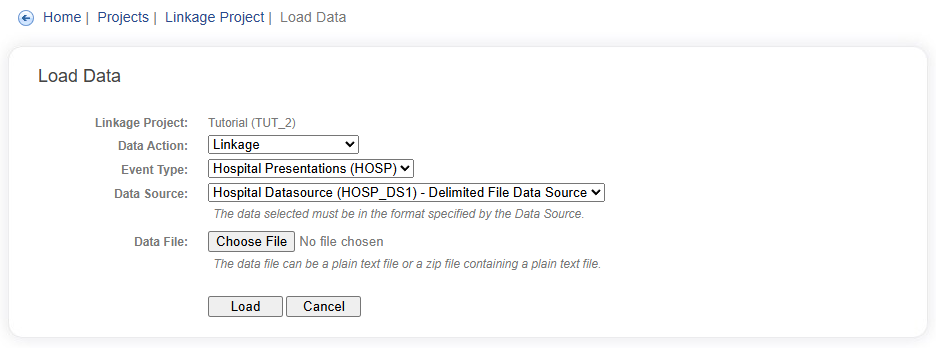 Home | Projects | Linkage Project | Load Data
Load Data
Linkage Project: Tutorial (TUT_2)
Data Action: Linkage
Event Type: Hospital Presentations (HOSP)
Data Source: Hospital Datasource (HOSP_DS1) - Delimited File Data Source
The data selected must be in the format specified by the Data Source.
Data File: Choose File No file chosen
The data file can be a plain text file or a zip file containing a plain text file.
Load Cancel